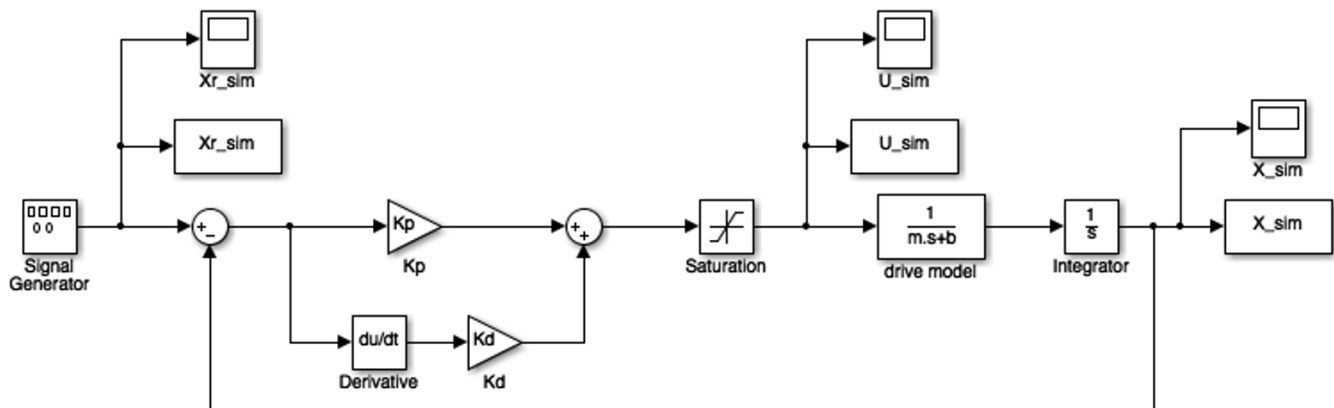 Xr_sim
U_sim
Xr_sim
U_sim
X_sim
Signal
Generator
+
−
Kp
Kp
+
+
Saturation
1
m.s+b
drive model
1
s
Integrator
X_sim
du/dt
Derivative
Kd
Kd